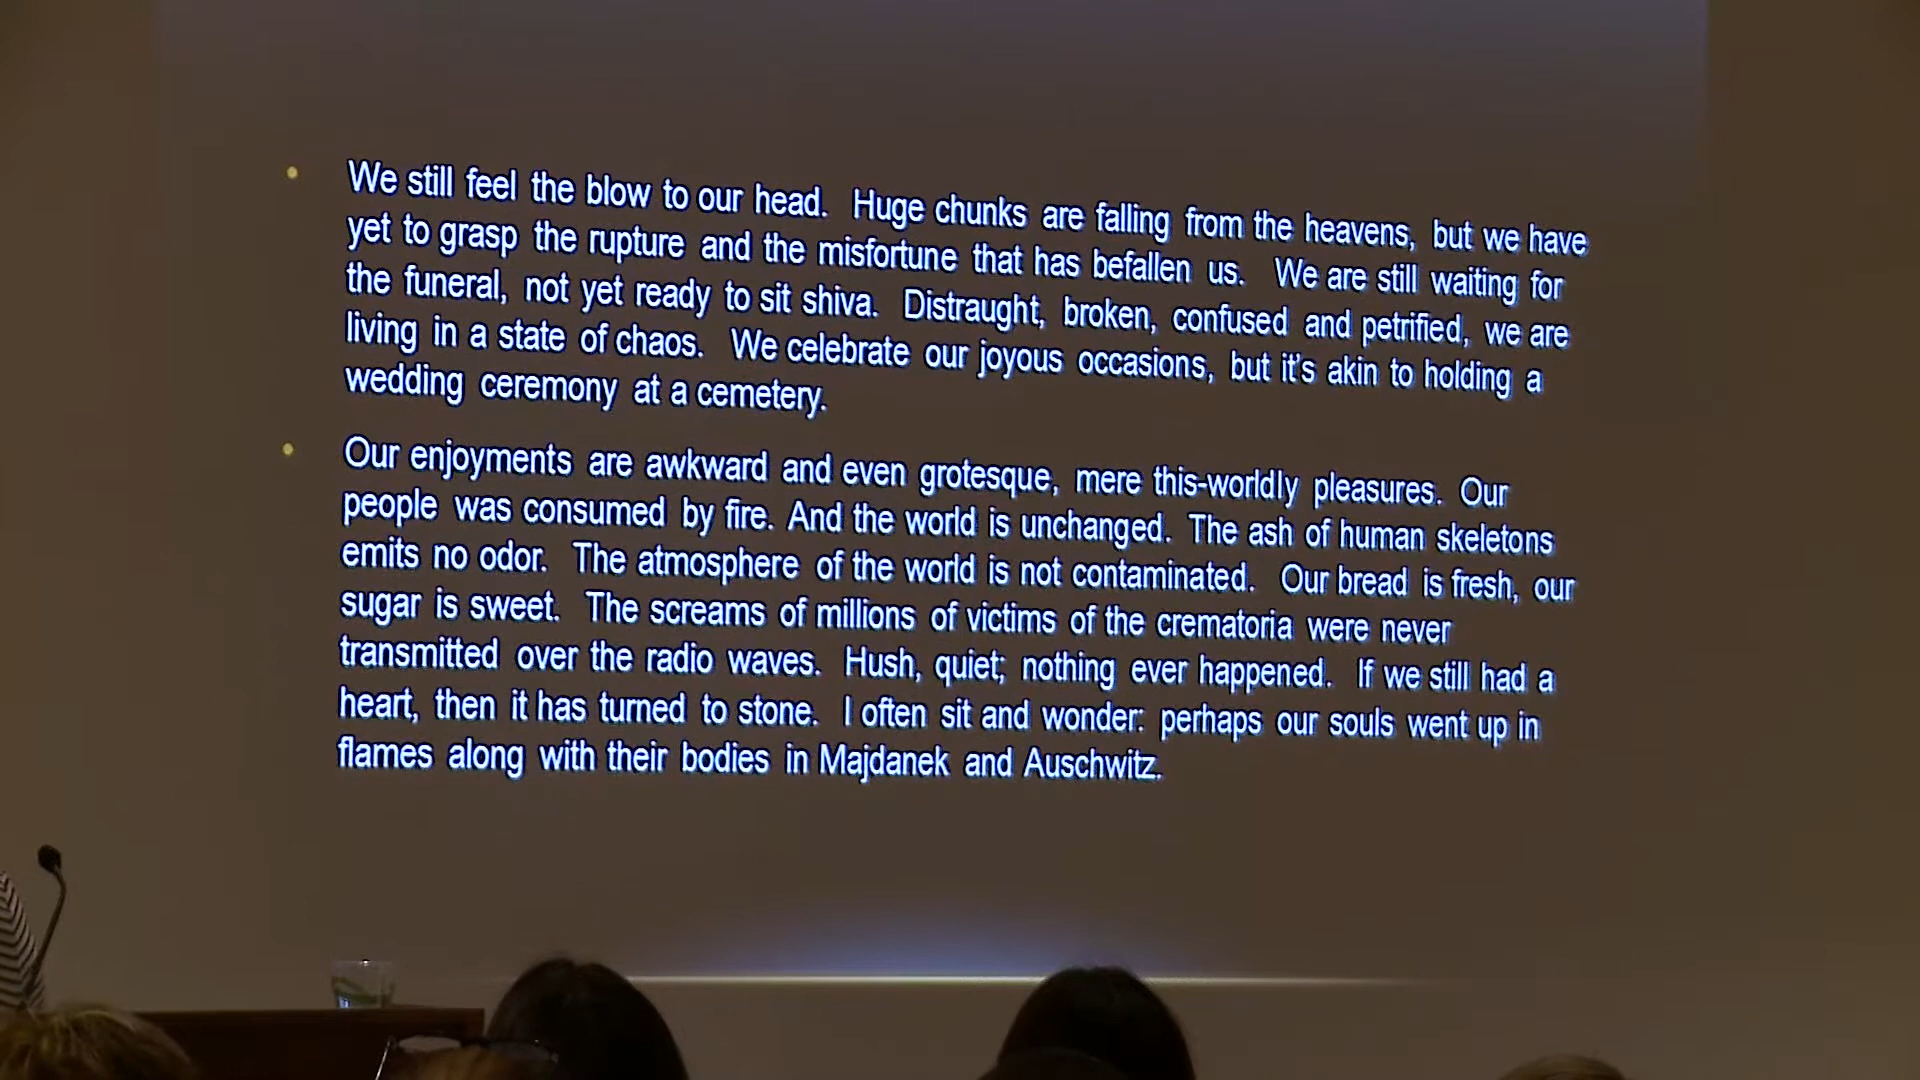 • We still feel the blow to our head. Huge chunks are falling from the heavens, but we have
yet to grasp the rupture and the misfortune that has befallen us. We are still waiting for
the funeral, not yet ready to sit shiva. Distraught, broken, confused and petrified, we are
living in a state of chaos. We celebrate our joyous occasions, but it's akin to holding a
wedding ceremony at a cemetery.
• Our enjoyments are awkward and even grotesque, mere this-worldly pleasures. Our
people was consumed by fire. And the world is unchanged. The ash of human skeletons
emits no odor. The atmosphere of the world is not contaminated. Our bread is fresh, our
sugar is sweet. The screams of millions of victims of the crematoria were never
transmitted over the radio waves. Hush, quiet; nothing ever happened. If we still had a
heart, then it has turned to stone. I often sit and wonder: perhaps our souls went up in
flames along with their bodies in Majdanek and Auschwitz.